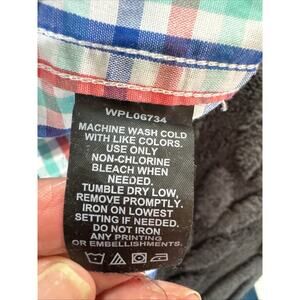 WPL06734
MACHINE WASH COLD
WITH LIKE COLORS.
USE ONLY
NON-CHLORINE
BLEACH WHEN
NEEDED.
TUMBLE DRY LOW,
REMOVE PROMPTLY.
IRON ON LOWEST
SETTING IF NEEDED.
DO NOT IRON
ANY PRINTING
OR EMBELLISHMENTS.